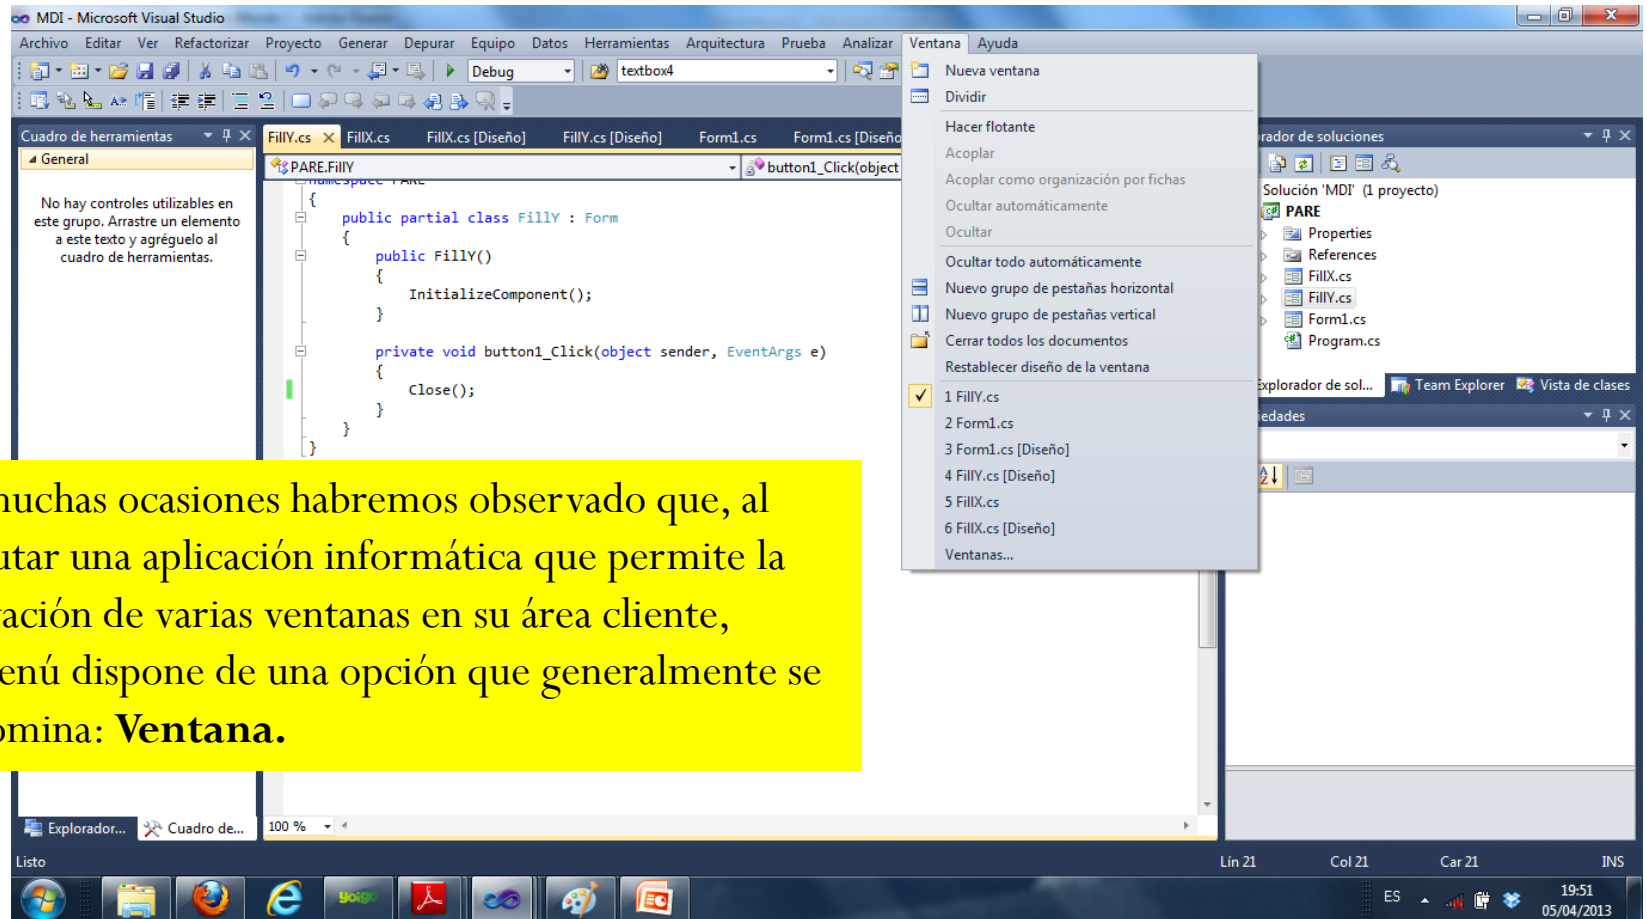 MDI - Microsoft Visual Studio
Archivo Editar Ver Refactorizar Proyecto Generar Depurar Equipo Datos Herramientas Arquitectura Prueba Analizar Ventana Ayuda
Debug textbox4
Cuadro de herramientas
General
No hay controles utilizables en
este grupo. Arrastre un elemento
a este texto y agréguelo al
cuadro de herramientas.
Explorador... Cuadro de...
FillY.cs FillX.cs FillX.cs [Diseño] FillY.cs [Diseño] Form1.cs Form1.cs [Diseño
PARE.FillY button1_Click(object
namespace PARE
{
public partial class FillY : Form
{
public FillY()
{
InitializeComponent();
}
private void button1_Click(object sender, EventArgs e)
{
Close();
}
}
}
100 %
Nueva ventana
Dividir
Hacer flotante
Acoplar
Acoplar como organización por fichas
Ocultar automáticamente
Ocultar
Ocultar todo automáticamente
Nuevo grupo de pestañas horizontal
Nuevo grupo de pestañas vertical
Cerrar todos los documentos
Restablecer diseño de la ventana
1 FillY.cs
2 Form1.cs
3 Form1.cs [Diseño]
4 FillY.cs [Diseño]
5 FillX.cs
6 FillX.cs [Diseño]
Ventanas...
rador de soluciones
Solución 'MDI' (1 proyecto)
PARE
Properties
References
FillX.cs
FillY.cs
Form1.cs
Program.cs
xplorador de sol... Team Explorer Vista de clases
iedades
muchas ocasiones habremos observado que, al
utar una aplicación informática que permite la
vación de varias ventanas en su área cliente,
enú dispone de una opción que generalmente se
omina: Ventana.
Listo Lín 21 Col 21 Car 21 INS
yoigo ES 19:51
05/04/2013